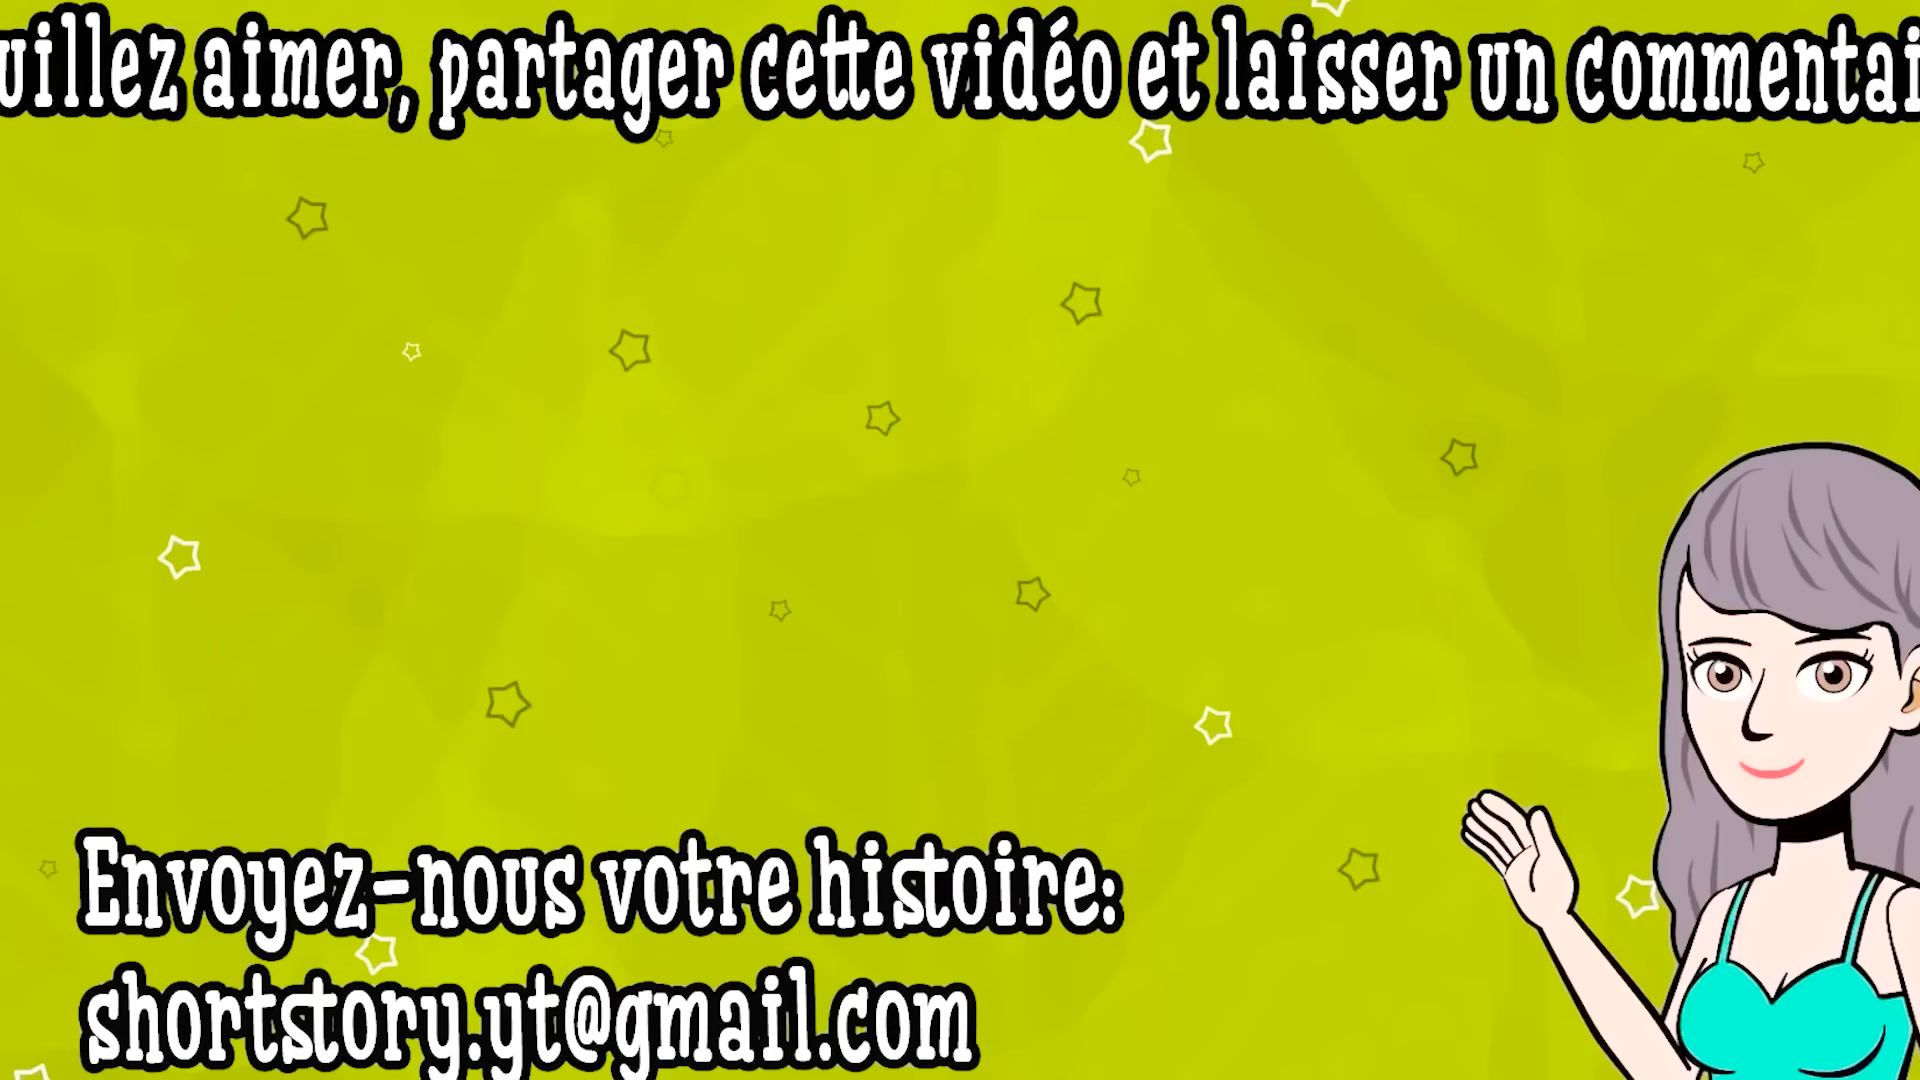 uillez aimer, partager cette vidéo et laisser un commentai
Envoyez-nous votre histoire:
shortstory.yt@gmail.com